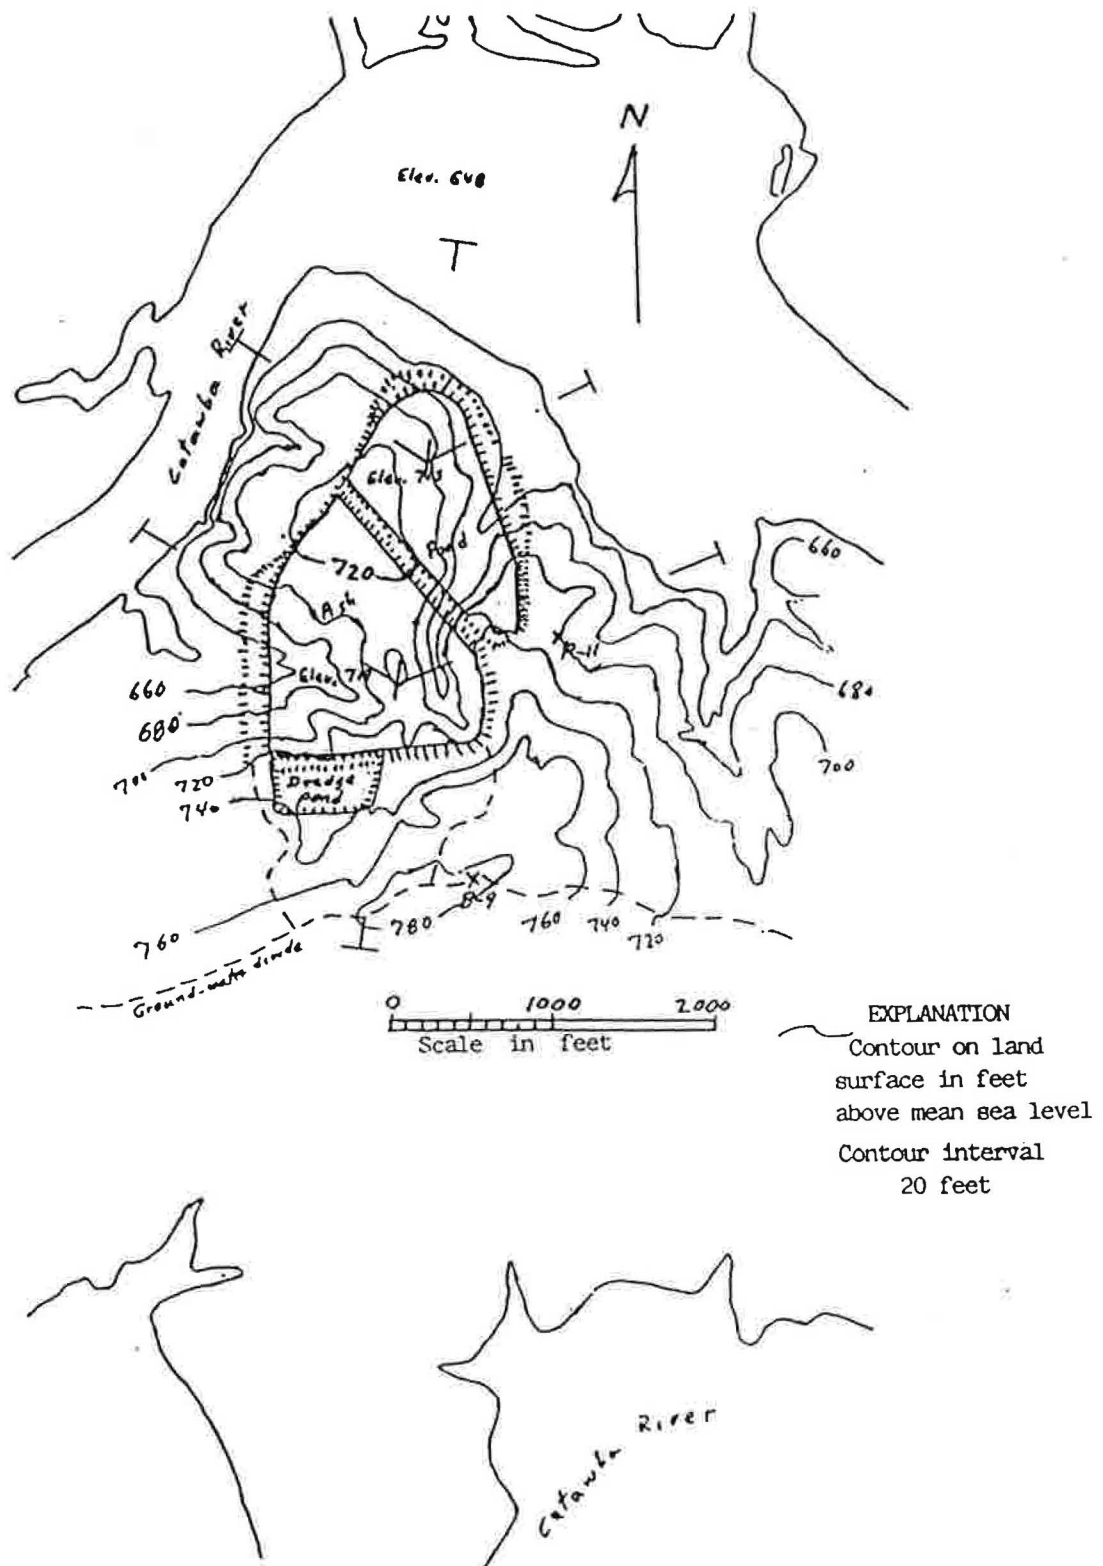 N
Elev. 648
Catawba River
Elev. 713
Pond
720
Ash
Elev.
R-11
660
680
700
660
680
700
720
740
Dredge
Pond
B-9
760
780
760
740
720
Ground-water divide
0 1000 2000
Scale in feet
EXPLANATION
Contour on land
surface in feet
above mean sea level
Contour interval
20 feet
Catawba River